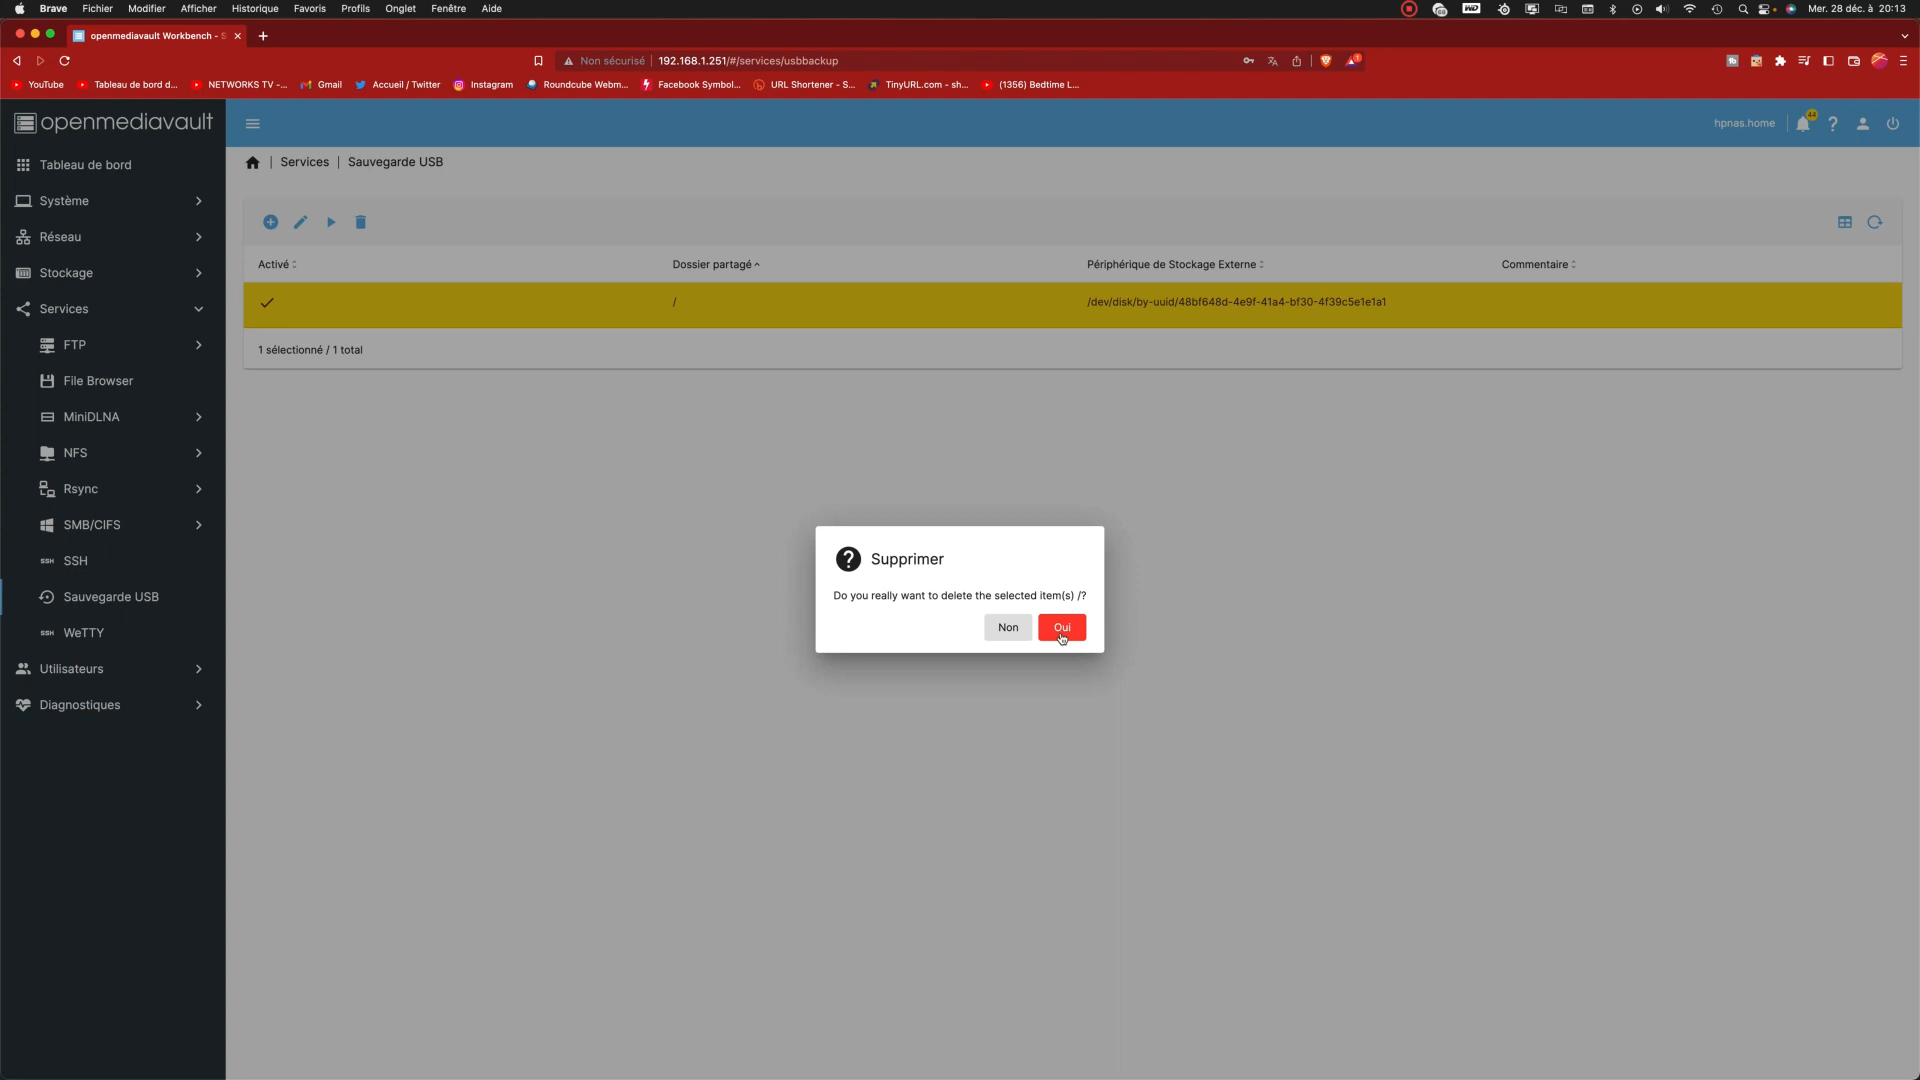 Brave Fichier Modifier Afficher Historique Favoris Profils Onglet Fenêtre Aide Mer. 28 déc. à 20:13
openmediavault Workbench - S
Non sécurisé 192.168.1.251/#/services/usbbackup
YouTube Tableau de bord d... NETWORKS TV -... Gmail Accueil / Twitter Instagram Roundcube Webm... Facebook Symbol... URL Shortener - S... TinyURL.com - sh... (1356) Bedtime L...
openmediavault
hpnas.home 44
Tableau de bord
Système
Réseau
Stockage
Services
FTP
File Browser
MiniDLNA
NFS
Rsync
SMB/CIFS
SSH SSH
Sauvegarde USB
SSH WeTTY
Utilisateurs
Diagnostiques
| Services | Sauvegarde USB
Activé Dossier partagé Périphérique de Stockage Externe Commentaire
/ /dev/disk/by-uuid/48bf648d-4e9f-41a4-bf30-4f39c5e1e1a1
1 sélectionné / 1 total
Supprimer
Do you really want to delete the selected item(s) /?
Non Oui